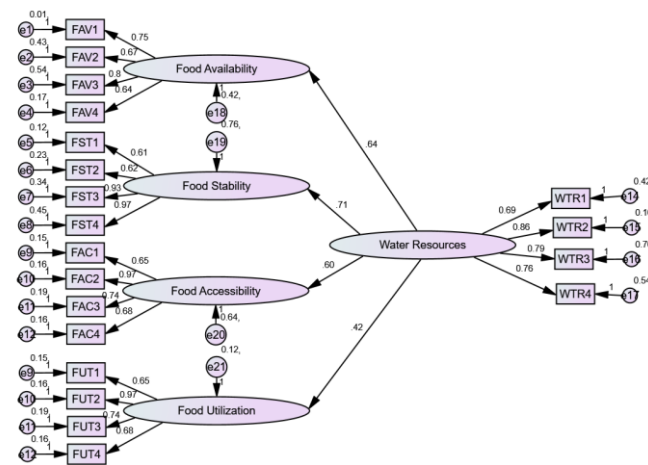 0.01,
e1 1 FAV1 0.75
0.43,
e2 1 FAV2 0.67
0.54,
e3 1 FAV3 0.8
0.17,
e4 1 FAV4 0.64
Food Availability
1
0.42,
e18
0.76,
e19
1
0.12,
e5 1 FST1 0.61
0.23,
e6 1 FST2 0.62
0.34,
e7 1 FST3 0.93
0.45,
e8 1 FST4 0.97
Food Stability
.64
.71
.60
.42
Water Resources
0.69 WTR1 1 e14 0.42
0.86 WTR2 1 e15
0.79 WTR3 1 e16
0.76 WTR4 1 e17 0.54
0.15,
e9 1 FAC1 0.65
0.16,
e10 1 FAC2 0.97
0.19,
e11 1 FAC3 0.74
0.16,
e12 1 FAC4 0.68
Food Accessibility
1
0.64,
e20
0.12,
e21
1
0.15,
e9 1 FUT1 0.65
0.16,
e10 1 FUT2 0.97
0.19,
e11 1 FUT3 0.74
0.16,
e12 1 FUT4 0.68
Food Utilization